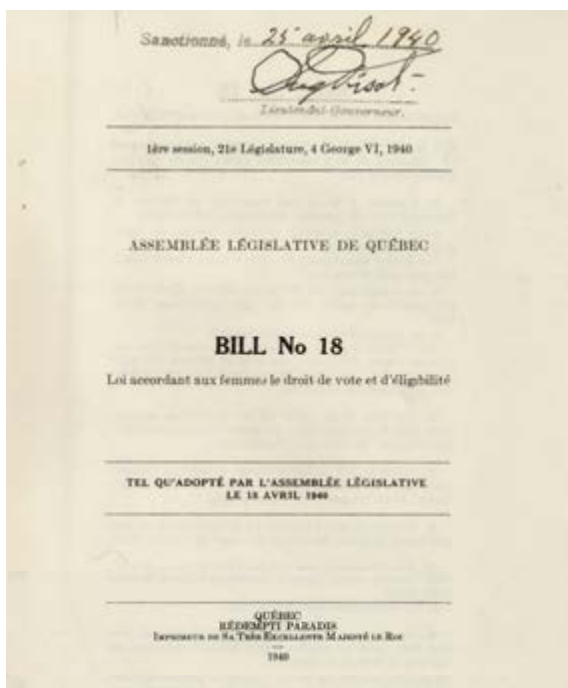 Sanctionné, le 25 avril 1940
Lieutenant-Gouverneur.
1ère session, 21e Législature, 4 George VI, 1940
ASSEMBLÉE LÉGISLATIVE DE QUÉBEC
BILL No 18
Loi accordant aux femmes le droit de vote et d'éligibilité
TEL QU'ADOPTÉ PAR L'ASSEMBLÉE LÉGISLATIVE
LE 18 AVRIL 1940
QUÉBEC
RÉDEMPTI PARADIS
IMPRIMEUR DE SA TRÈS EXCELLENTE MAJESTÉ LE ROI
1940